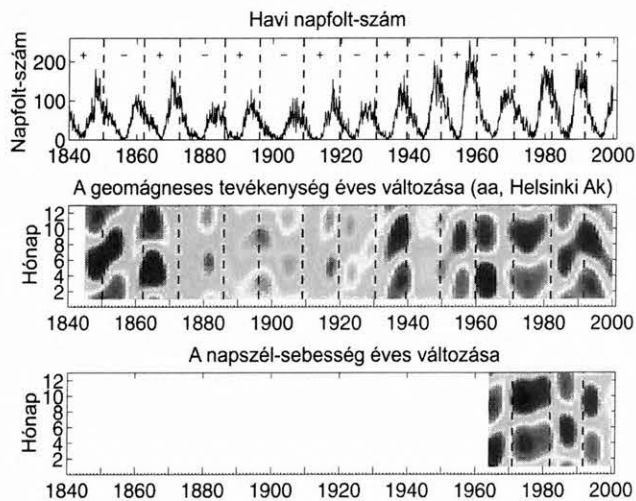 Havi napfolt-szám
Napfolt-szám
200
100
0
+ - + - + - + - + - + - + - +
1840 1860 1880 1900 1920 1940 1960 1980 2000
A geomágneses tevékenység éves változása (aa, Helsinki Ak)
Hónap
12
10
8
6
4
2
1840 1860 1880 1900 1920 1940 1960 1980 2000
A napszél-sebesség éves változása
Hónap
12
10
8
6
4
2
1840 1860 1880 1900 1920 1940 1960 1980 2000